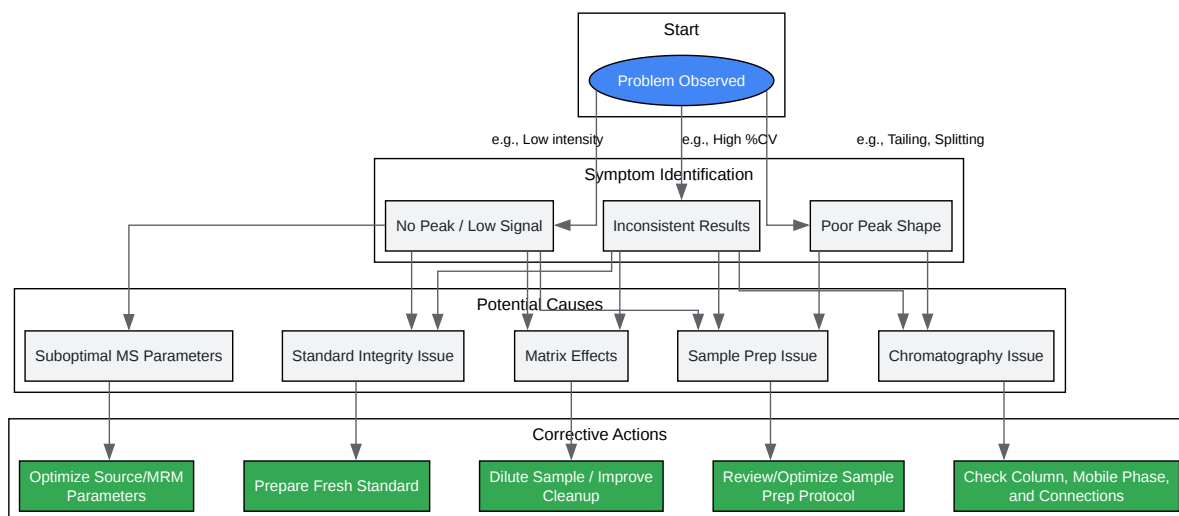 Start
Problem Observed
e.g., Low intensity
e.g., High %CV
e.g., Tailing, Splitting
Symptom Identification
No Peak / Low Signal
Inconsistent Results
Poor Peak Shape
Potential Causes
Suboptimal MS Parameters
Standard Integrity Issue
Matrix Effects
Sample Prep Issue
Chromatography Issue
Corrective Actions
Optimize Source/MRM
Parameters
Prepare Fresh Standard
Dilute Sample / Improve
Cleanup
Review/Optimize Sample
Prep Protocol
Check Column, Mobile Phase,
and Connections